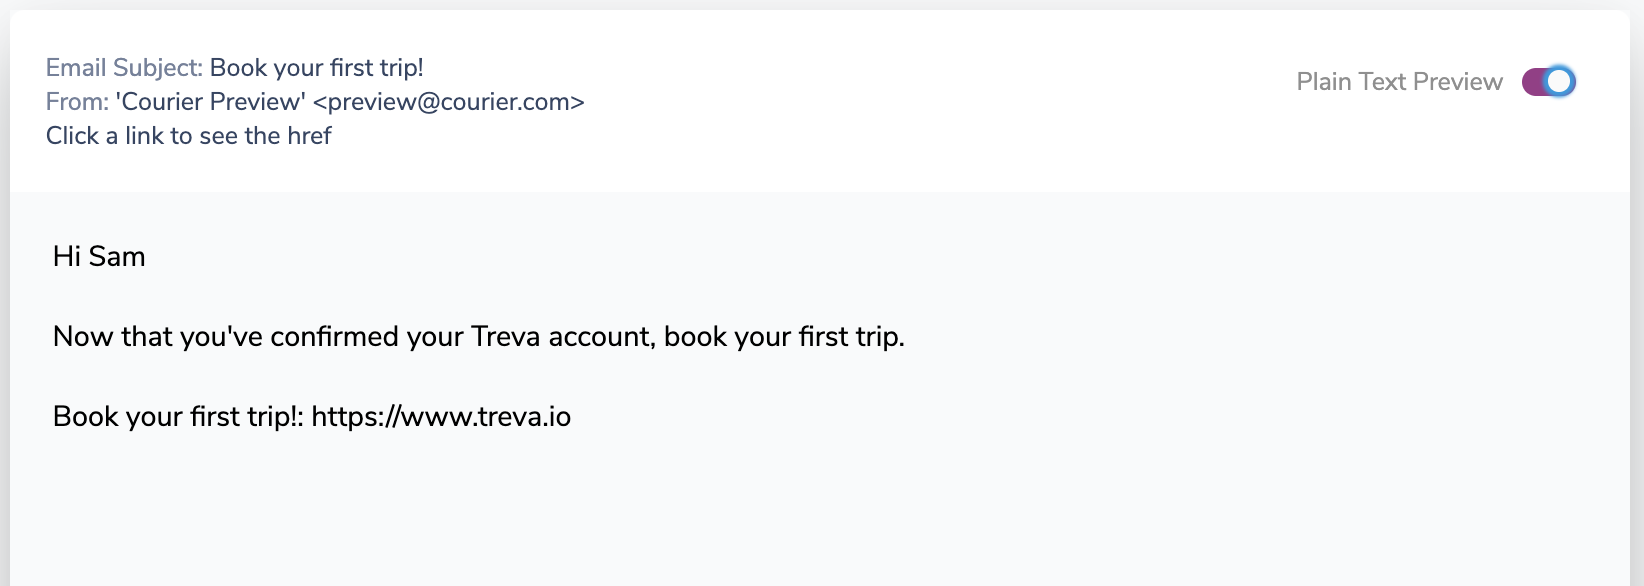 Email Subject: Book your first trip!
From: 'Courier Preview' <preview@courier.com>
Click a link to see the href
Plain Text Preview
Hi Sam
Now that you've confirmed your Treva account, book your first trip.
Book your first trip!: https://www.treva.io